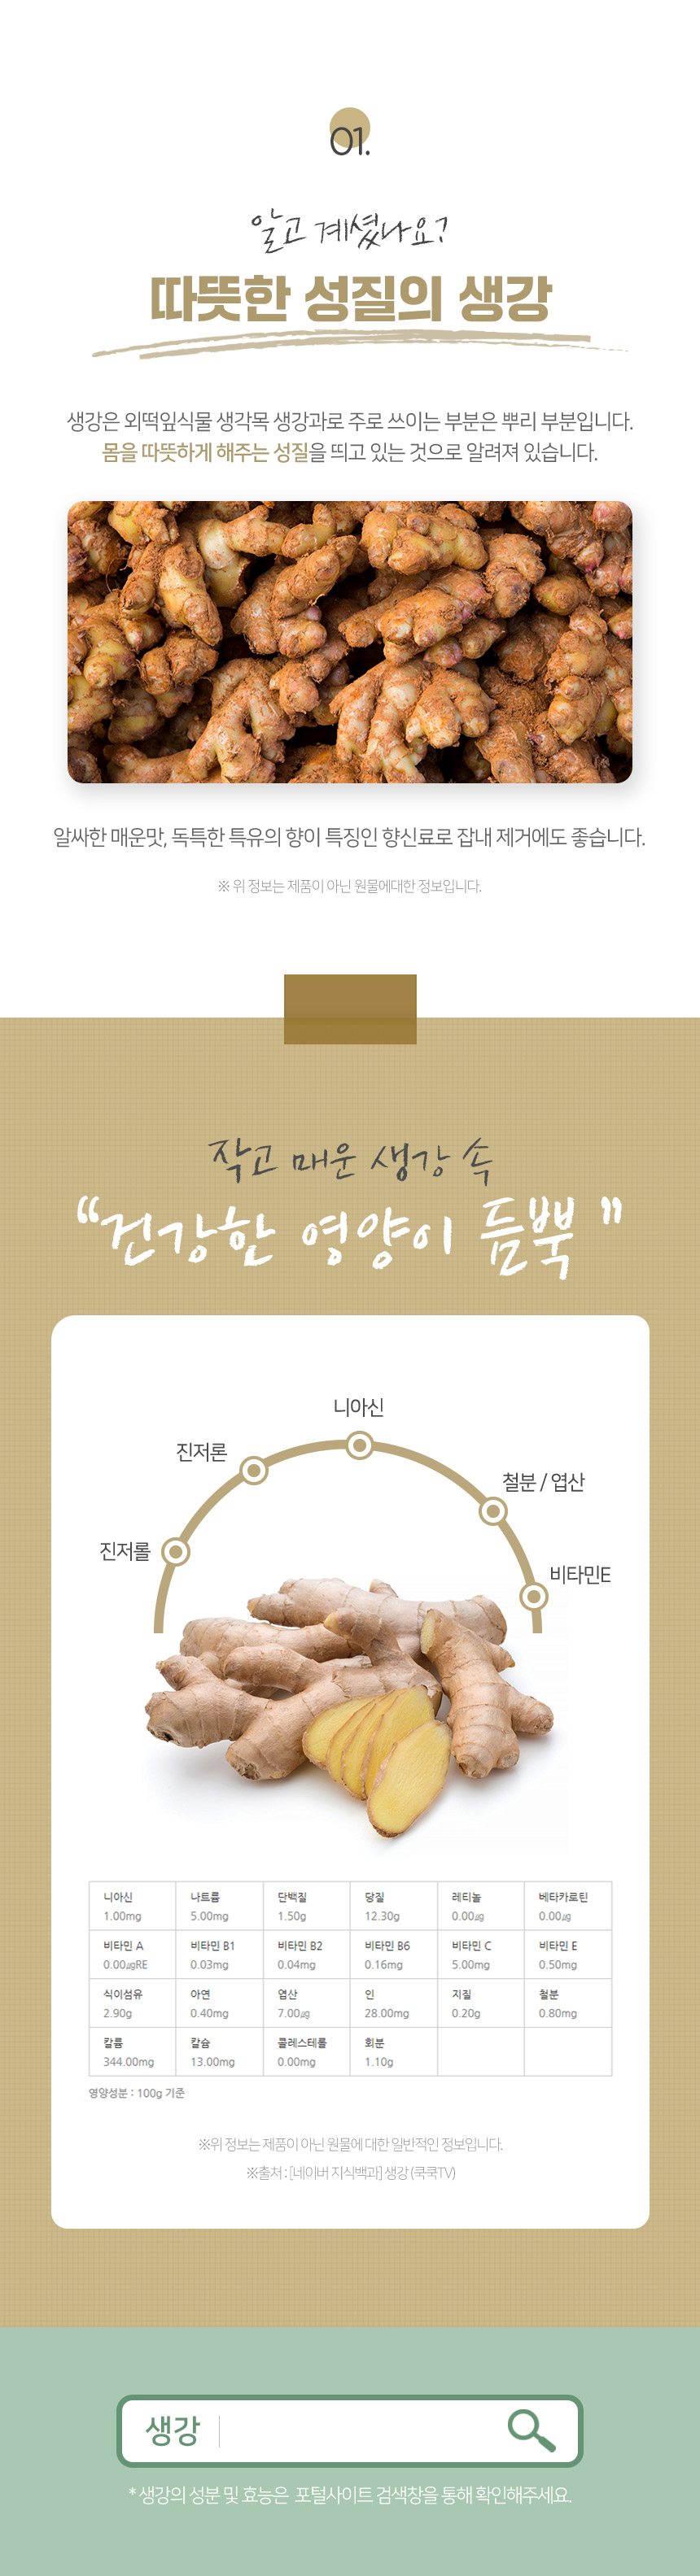 01.
알고 계셨나요?
따뜻한 성질의 생강
생강은 외떡잎식물 생각목 생강과로 주로 쓰이는 부분은 뿌리 부분입니다.
몸을 따뜻하게 해주는 성질을 띄고 있는 것으로 알려져 있습니다.
알싸한 매운맛, 독특한 특유의 향이 특징인 향신료로 잡내 제거에도 좋습니다.
※ 위 정보는 제품이 아닌 원물에대한 정보입니다.
작고 매운 생강 속
“건강한 영양이 듬뿍 ”
니아신
진저론
철분 / 엽산
진저롤
비타민E
니아신 나트륨 단백질 당질 레티놀 베타카로틴
1.00mg 5.00mg 1.50g 12.30g 0.00㎍ 0.00㎍
비타민 A 비타민 B1 비타민 B2 비타민 B6 비타민 C 비타민 E
0.00㎍RE 0.03mg 0.04mg 0.16mg 5.00mg 0.50mg
식이섬유 아연 엽산 인 지질 철분
2.90g 0.40mg 7.00㎍ 28.00mg 0.20g 0.80mg
칼륨 칼슘 콜레스테롤 회분
344.00mg 13.00mg 0.00mg 1.10g
영양성분 : 100g 기준
※위 정보는 제품이 아닌 원물에 대한 일반적인 정보입니다.
※출처 : [네이버 지식백과] 생강 (쿡쿡TV)
생강
* 생강의 성분 및 효능은 포털사이트 검색창을 통해 확인해주세요.